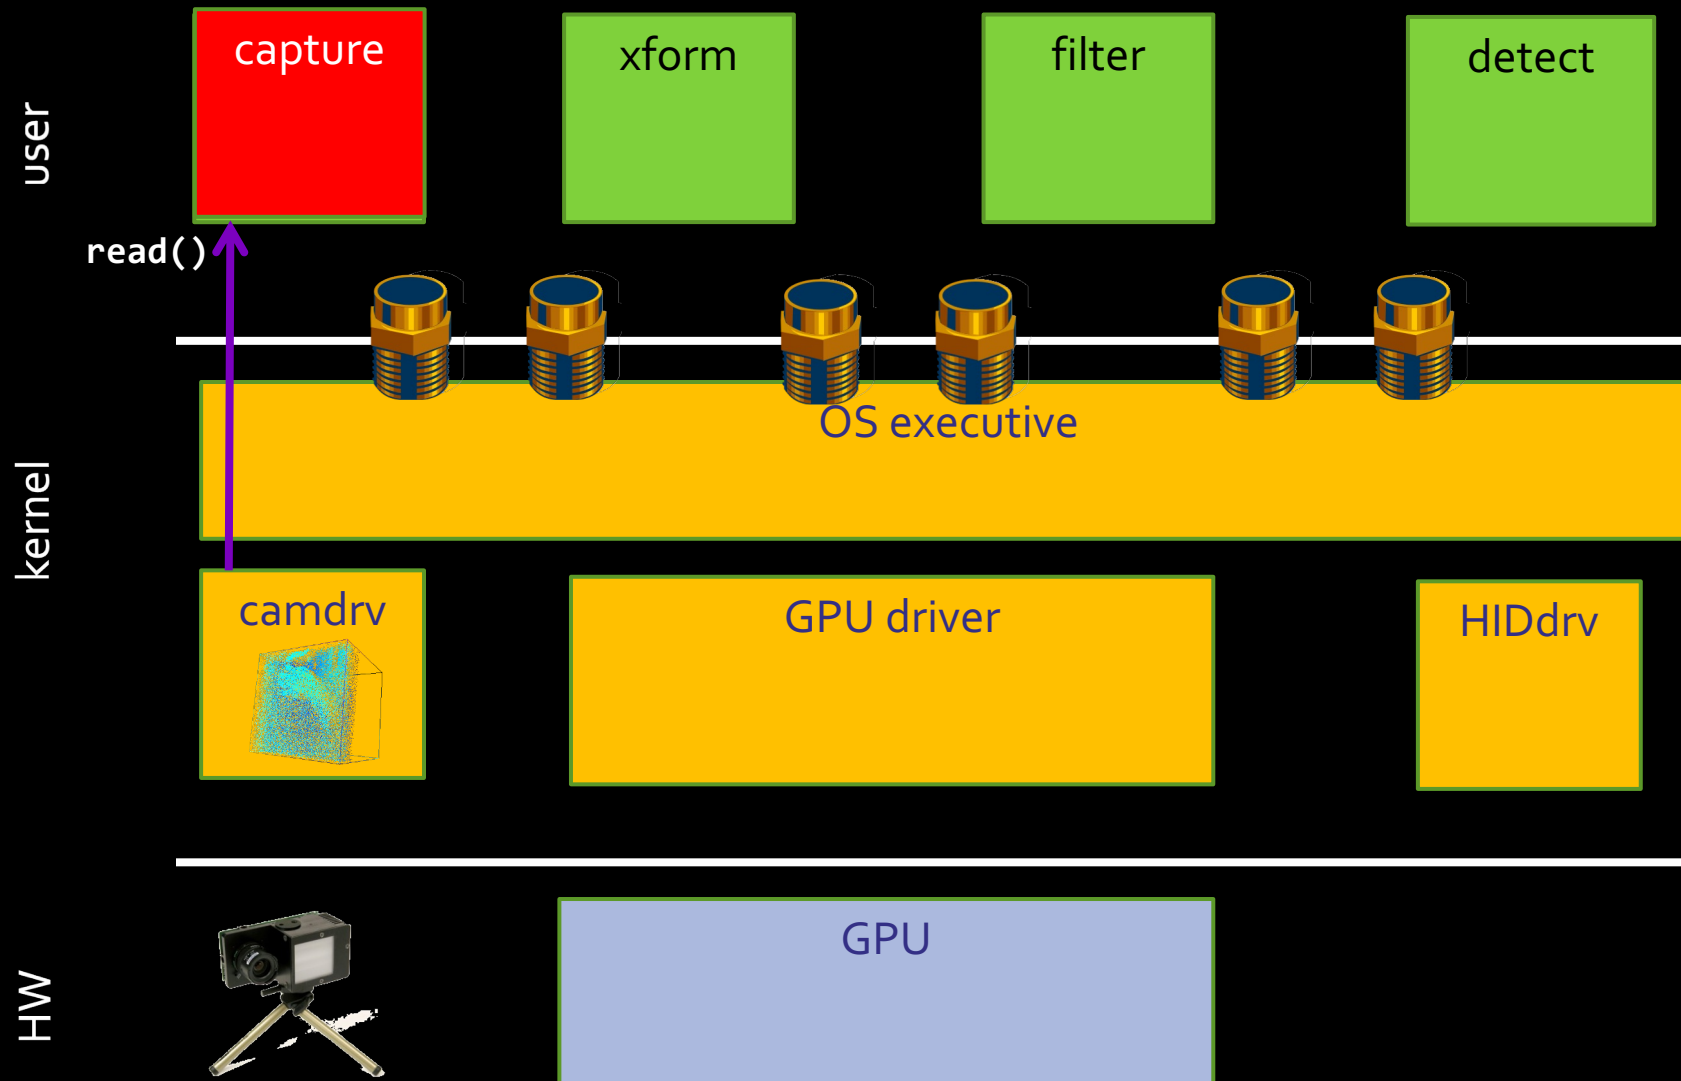 user
capture
xform
filter
detect
read()
kernel
OS executive
camdrv
GPU driver
HIDdrv
HW
GPU